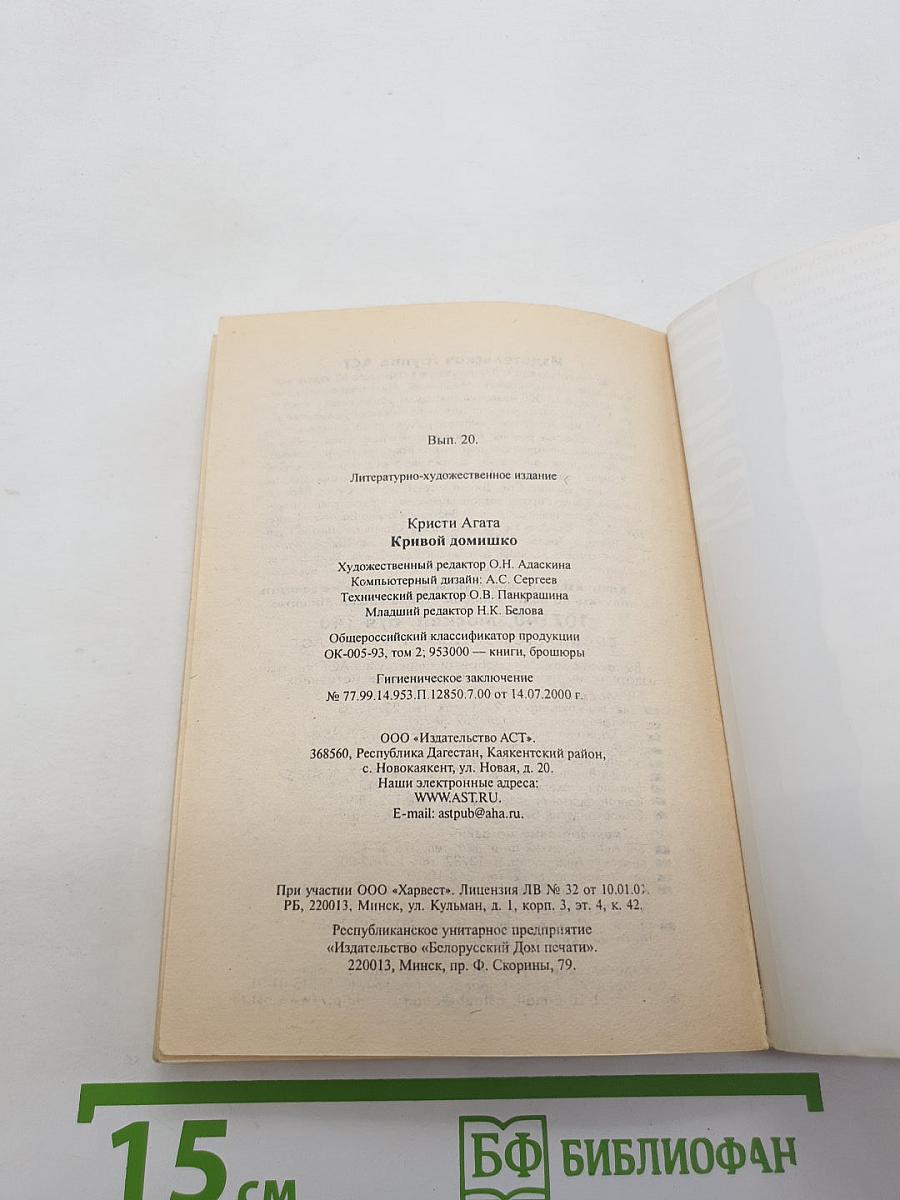 Вып. 20.
Литературно-художественное издание
Кристи Агата
Кривой домишко
Художественный редактор О.Н. Адаскина
Компьютерный дизайн: А.С. Сергеев
Технический редактор О.В. Панкрашина
Младший редактор Н.К. Белова
Общероссийский классификатор продукции
ОК-005-93, том 2; 953000 — книги, брошюры
Гигиеническое заключение
№ 77.99.14.953.П.12850.7.00 от 14.07.2000 г.
ООО «Издательство АСТ».
368560, Республика Дагестан, Каякентский район,
с. Новокаякент, ул. Новая, д. 20.
Наши электронные адреса:
WWW.AST.RU.
E-mail: astpub@aha.ru.
При участии ООО «Харвест». Лицензия ЛВ № 32 от
РБ, 220013, Минск, ул. Кульман, д. 1, корп. 3, эт. 4, к. 42.
Республиканское унитарное предприятие
«Издательство «Белорусский Дом печати».
220013, Минск, пр. Ф. Скорины, 79.
15 см
БФ БИБЛИОФАН